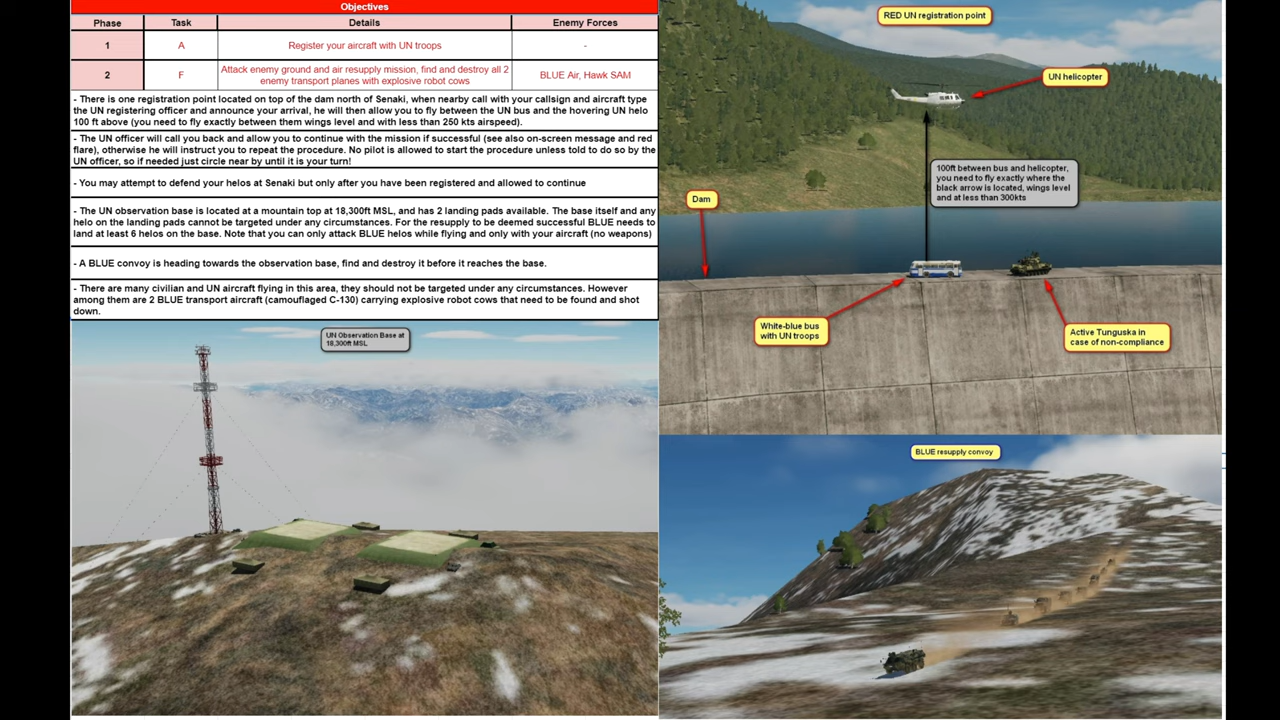 Objectives
Phase Task Details Enemy Forces
1 A Register your aircraft with UN troops -
2 F Attack enemy ground and air resupply mission, find and destroy all 2
enemy transport planes with explosive robot cows BLUE Air, Hawk SAM
- There is one registration point located on top of the dam north of Senaki, when nearby call with your callsign and aircraft type
the UN registering officer and announce your arrival, he will then allow you to fly between the UN bus and the hovering UN helo
100 ft above (you need to fly exactly between them wings level and with less than 250 kts airspeed).
- The UN officer will call you back and allow you to continue with the mission if successful (see also on-screen message and red
flare), otherwise he will instruct you to repeat the procedure. No pilot is allowed to start the procedure unless told to do so by the
UN officer, so if needed just circle near by until it is your turn!
- You may attempt to defend your helos at Senaki but only after you have been registered and allowed to continue
- The UN observation base is located at a mountain top at 18,300ft MSL, and has 2 landing pads available. The base itself and any
helo on the landing pads cannot be targeted under any circumstances. For the resupply to be deemed successful BLUE needs to
land at least 6 helos on the base. Note that you can only attack BLUE helos while flying and only with your aircraft (no weapons)
- A BLUE convoy is heading towards the observation base, find and destroy it before it reaches the base.
- There are many civilian and UN aircraft flying in this area, they should not be targeted under any circumstances. However
among them are 2 BLUE transport aircraft (camouflaged C-130) carrying explosive robot cows that need to be found and shot
down.
UN Observation Base at
18,300ft MSL
RED UN registration point
UN helicopter
100ft between bus and helicopter,
you need to fly exactly where the
black arrow is located, wings level
and at less than 300kts
Dam
White-blue bus
with UN troops
Active Tunguska in
case of non-compliance
BLUE resupply convoy